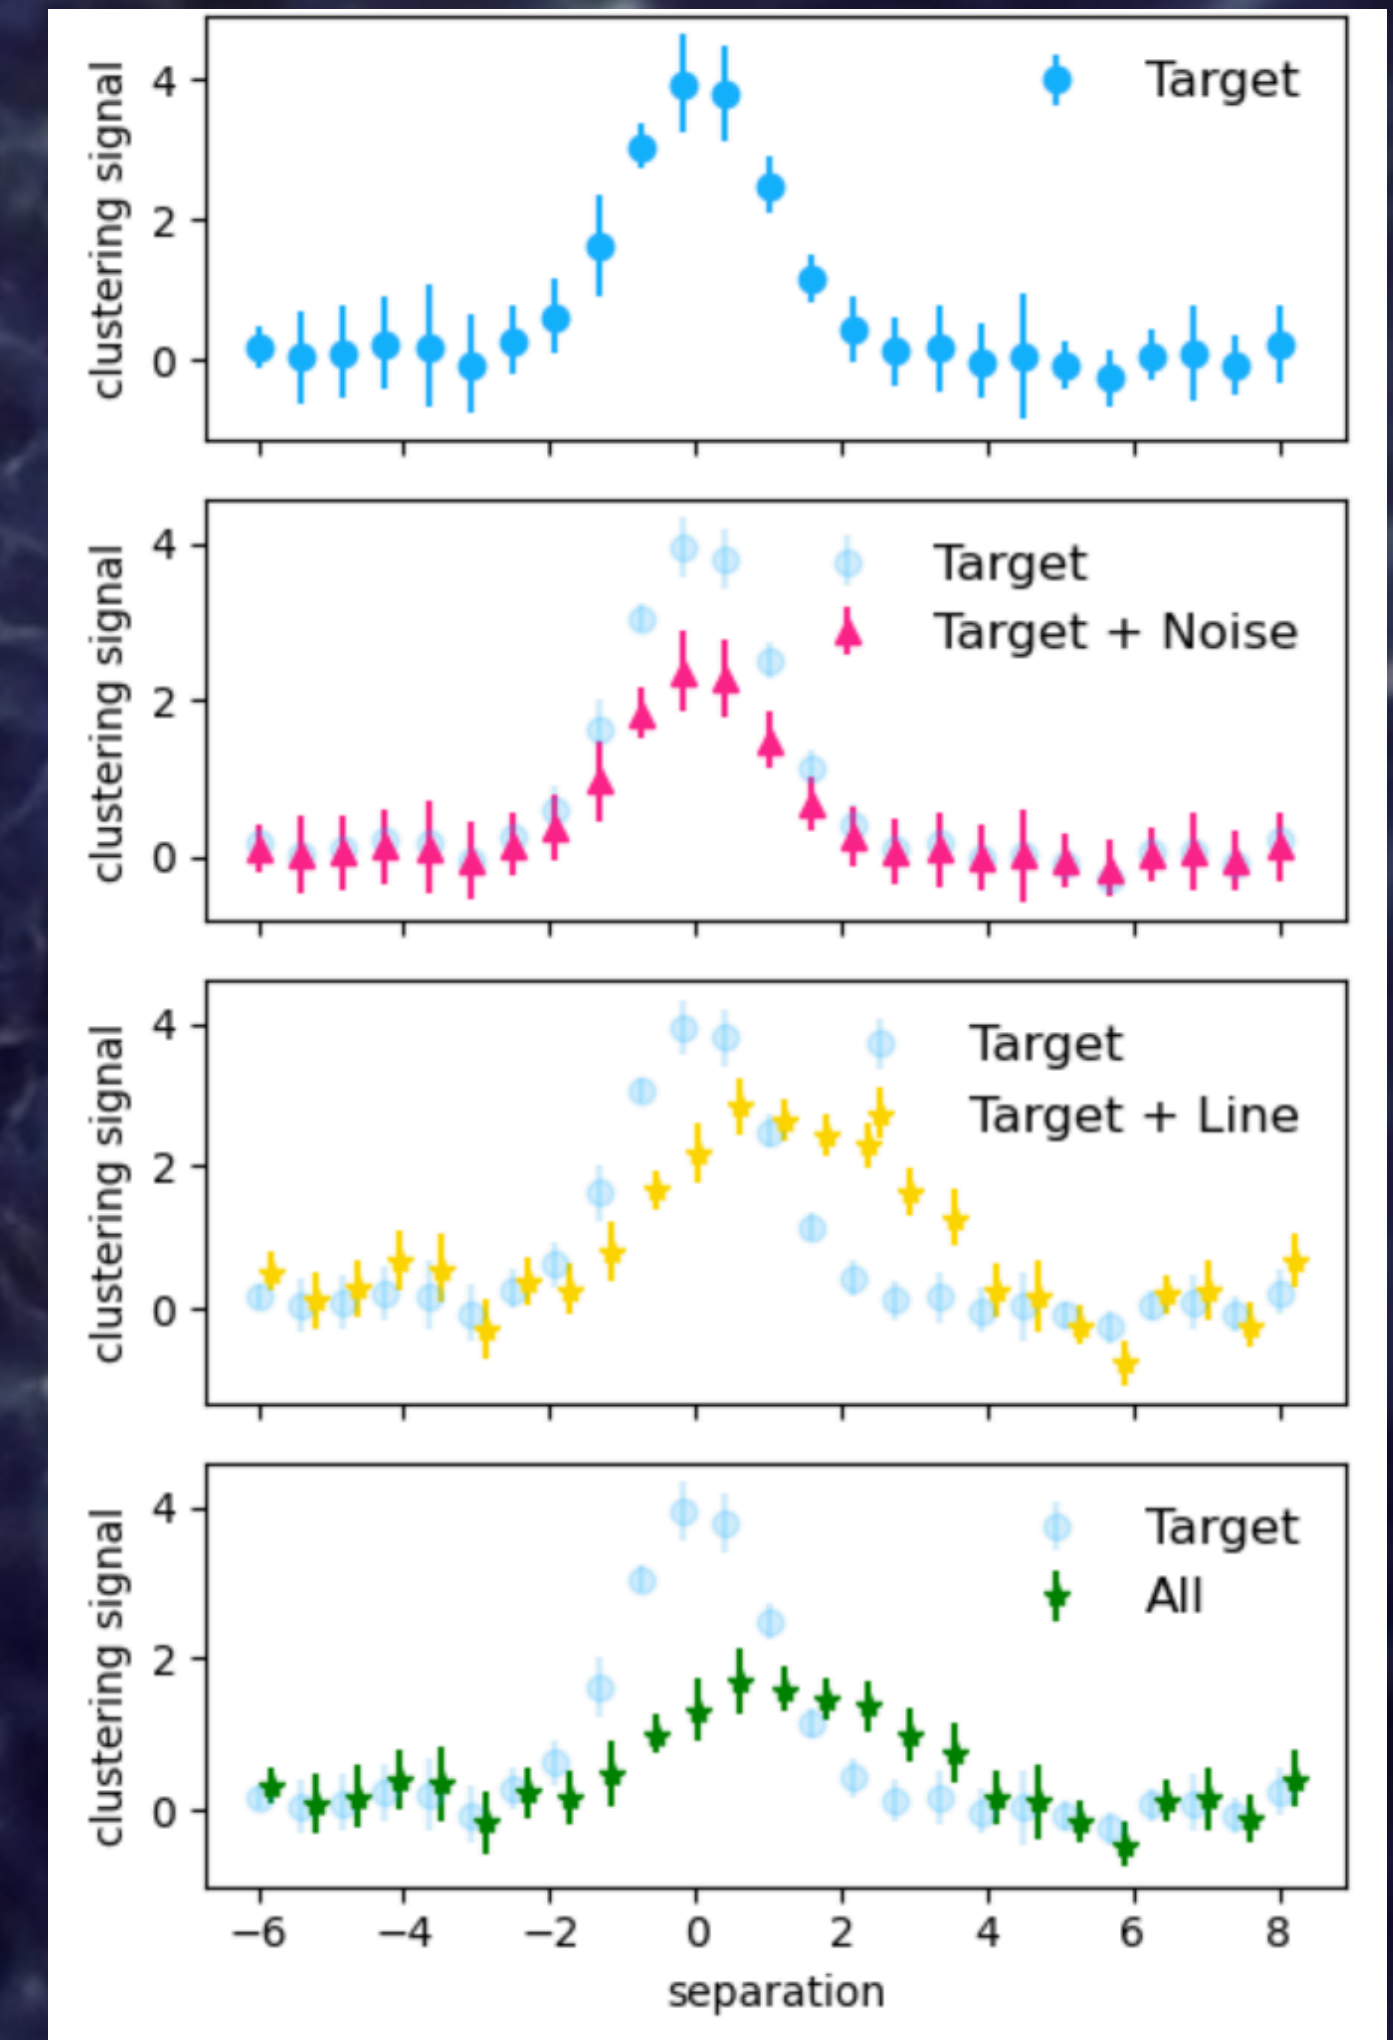 clustering signal
4
2
0
Target
clustering signal
4
2
0
Target
Target + Noise
clustering signal
4
2
0
Target
Target + Line
clustering signal
4
2
0
Target
All
−6 −4 −2 0 2 4 6 8
separation